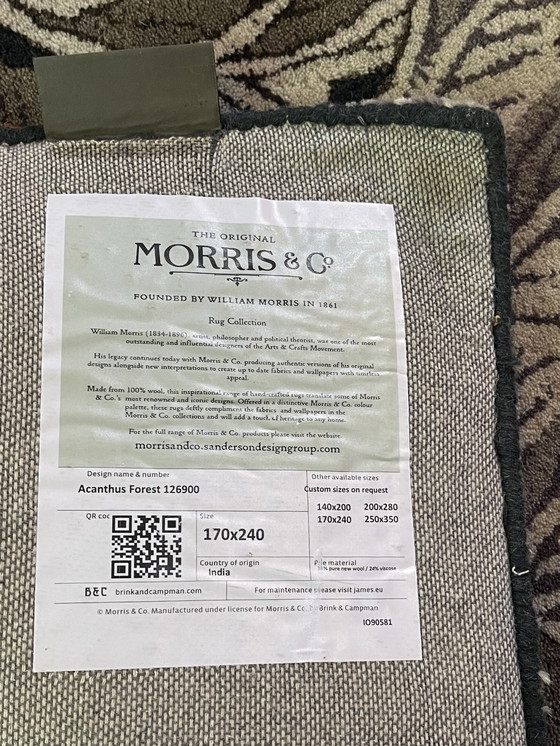 THE ORIGINAL
MORRIS & Co
FOUNDED BY WILLIAM MORRIS IN 1861
Rug Collection
William Morris (1834-1896), artist, philosopher and political theorist, was one of the most
outstanding and influential designers of the Arts & Crafts Movement.
His legacy continues today with Morris & Co. producing authentic versions of his original
designs alongside new interpretations to create up to date fabrics and wallpapers with timeless
appeal.
Made from 100% wool, this inspirational range of hand-crafted rugs translate some of Morris
& Co.'s most renowned and iconic designs. Offered in a distinctive Morris & Co. colour
palette, these rugs deftly compliment the fabrics and wallpapers in the
Morris & Co. collections and will add a touch of heritage to any home.
For the full range of Morris & Co. products please visit the website.
morrisandco.sandersondesigngroup.com
Design name & number
Acanthus Forest 126900
Other available sizes
Custom sizes on request
140x200 200x280
170x240 250x350
QR coc
Size
170x240
Country of origin
India
Pile material
% pure new wool / 24% viscose
B&C brinkandcampman.com
For maintenance please visit james.eu
© Morris & Co. Manufactured under license for Morris & Co. by Brink & Campman
IO90581